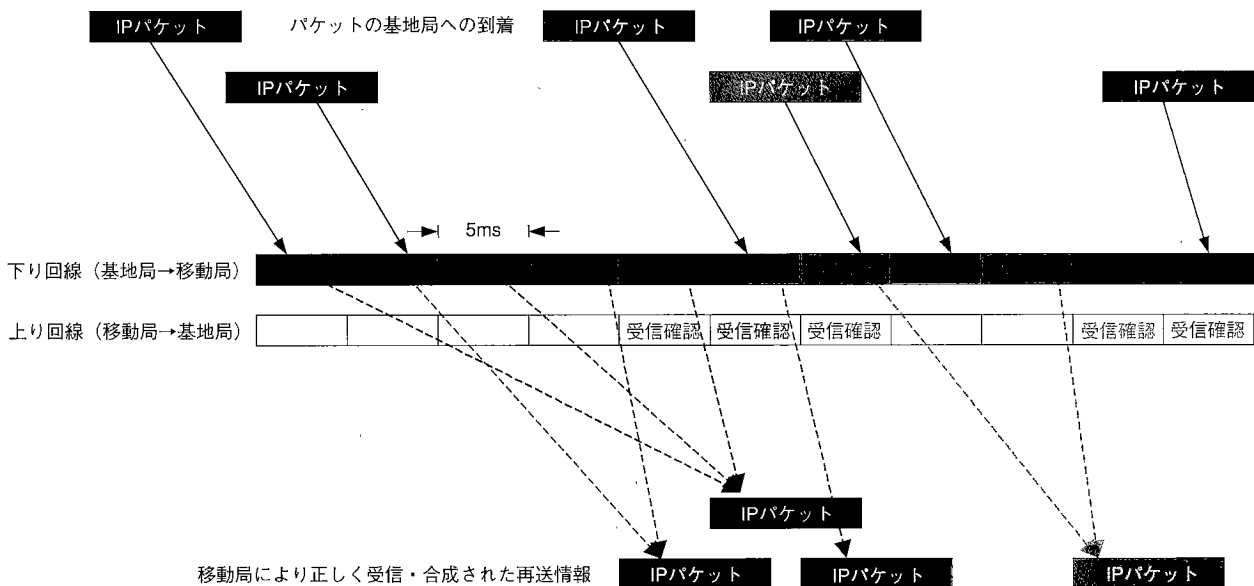 IPパケット
パケットの基地局への到着
IPパケット
IPパケット
IPパケット
IPパケット
IPパケット
5ms
下り回線（基地局→移動局）
上り回線（移動局→基地局）
受信確認
受信確認
受信確認
受信確認
受信確認
IPパケット
移動局により正しく受信・合成された再送情報
IPパケット
IPパケット
IPパケット